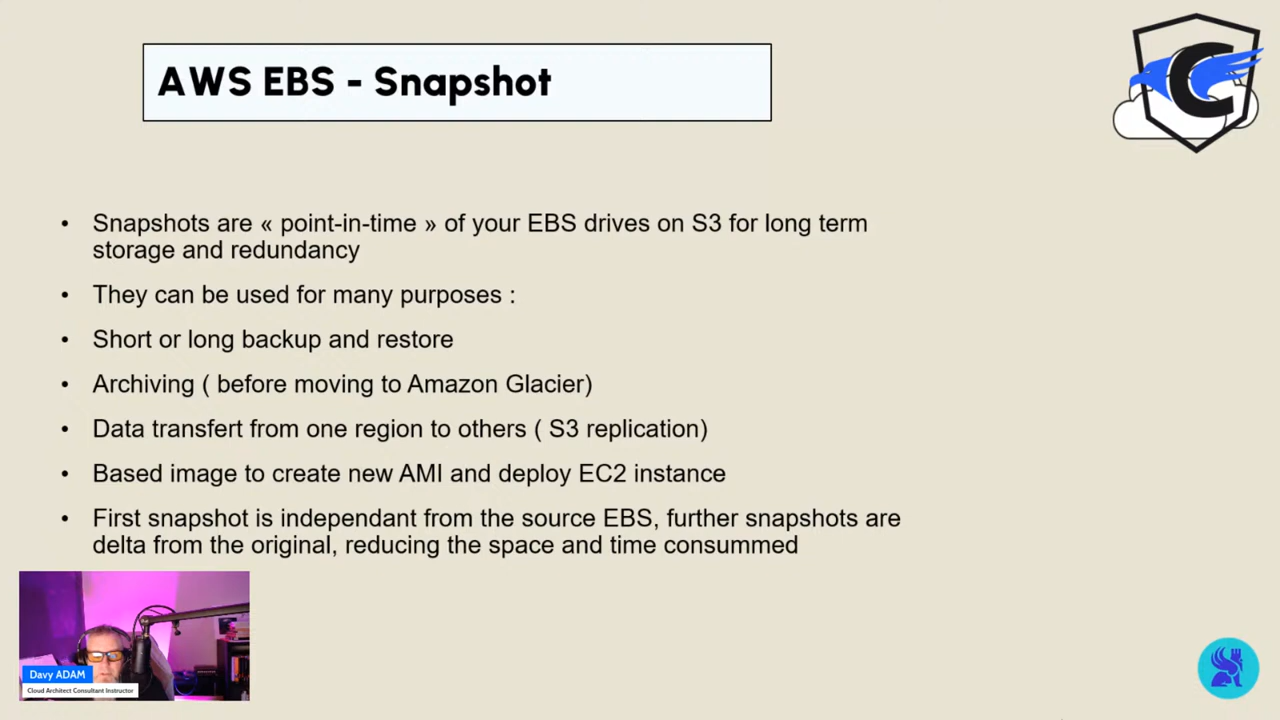 AWS EBS - Snapshot
C
• Snapshots are « point-in-time » of your EBS drives on S3 for long term
storage and redundancy
• They can be used for many purposes :
• Short or long backup and restore
• Archiving ( before moving to Amazon Glacier)
• Data transfert from one region to others ( S3 replication)
• Based image to create new AMI and deploy EC2 instance
• First snapshot is independant from the source EBS, further snapshots are
delta from the original, reducing the space and time consummed
Davy ADAM
Cloud Architect Consultant Instructor